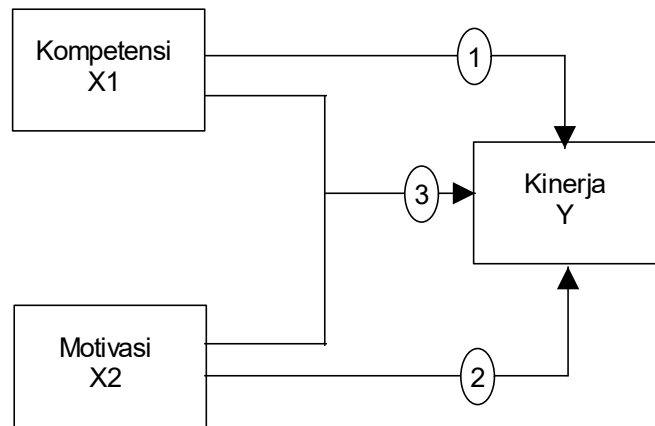 Kompetensi
X1
1
3
Kinerja
Y
Motivasi
X2
2